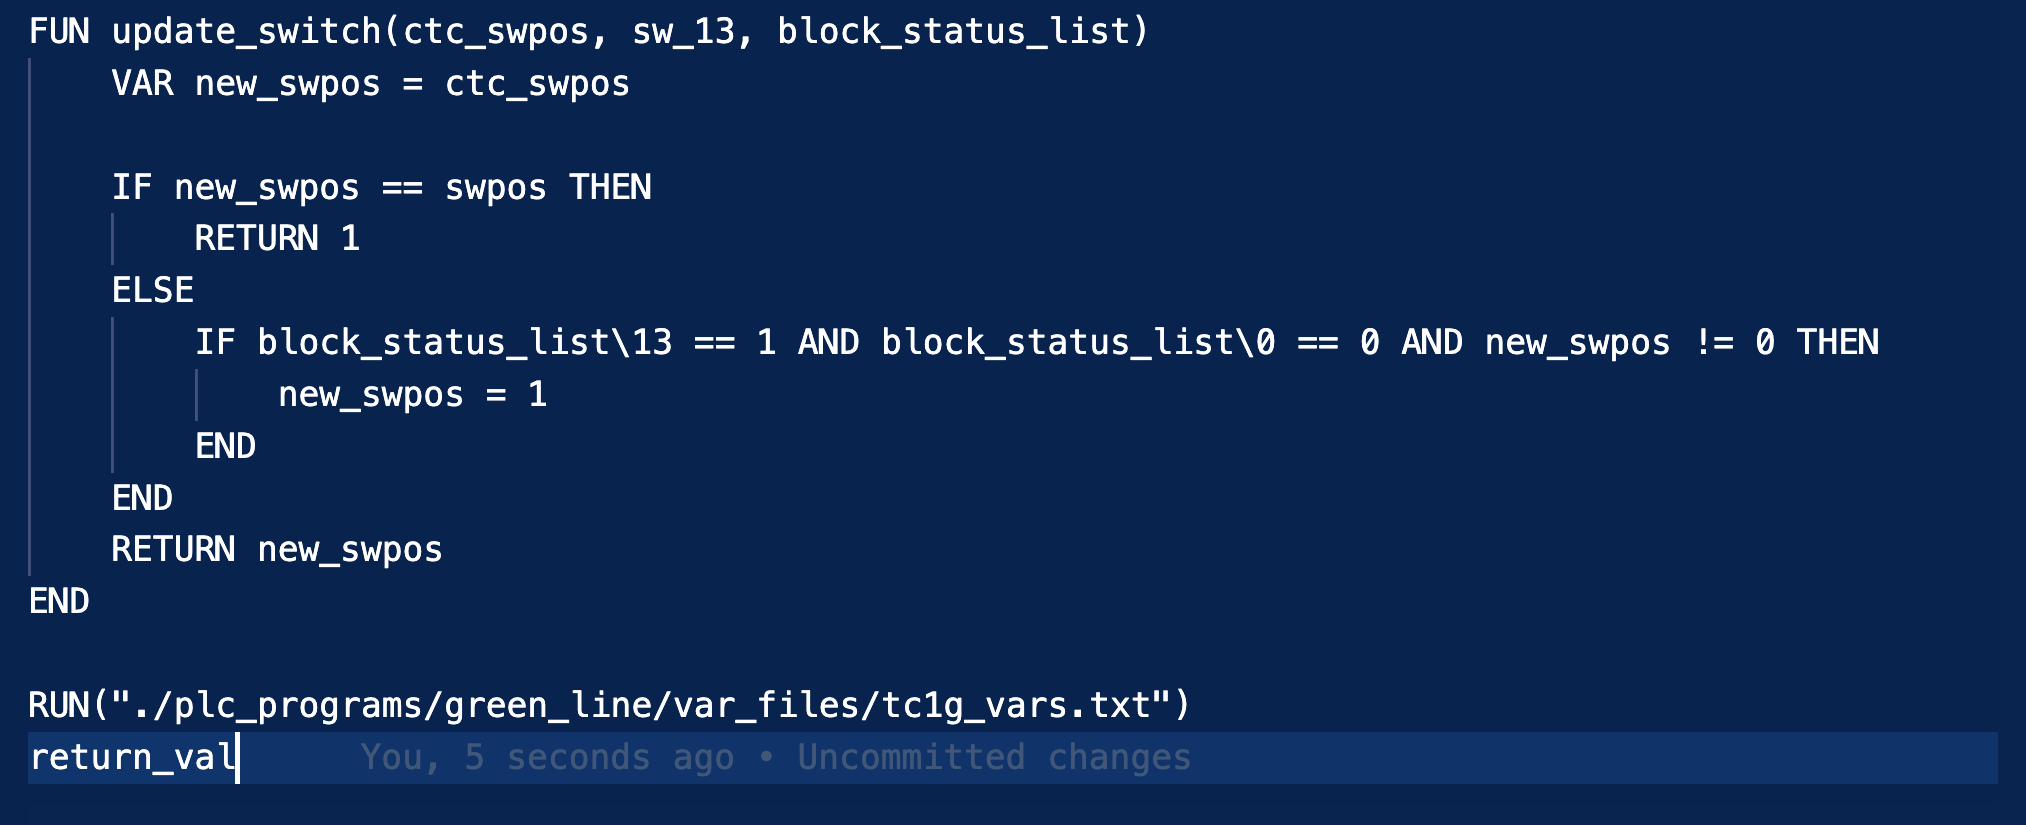 FUN update_switch(ctc_swpos, sw_13, block_status_list)
    VAR new_swpos = ctc_swpos

    IF new_swpos == swpos THEN
        RETURN 1
    ELSE
        IF block_status_list\13 == 1 AND block_status_list\0 == 0 AND new_swpos != 0 THEN
            new_swpos = 1
        END
    END
    RETURN new_swpos
END

RUN("./plc_programs/green_line/var_files/tc1g_vars.txt")
return_val      You, 5 seconds ago • Uncommitted changes